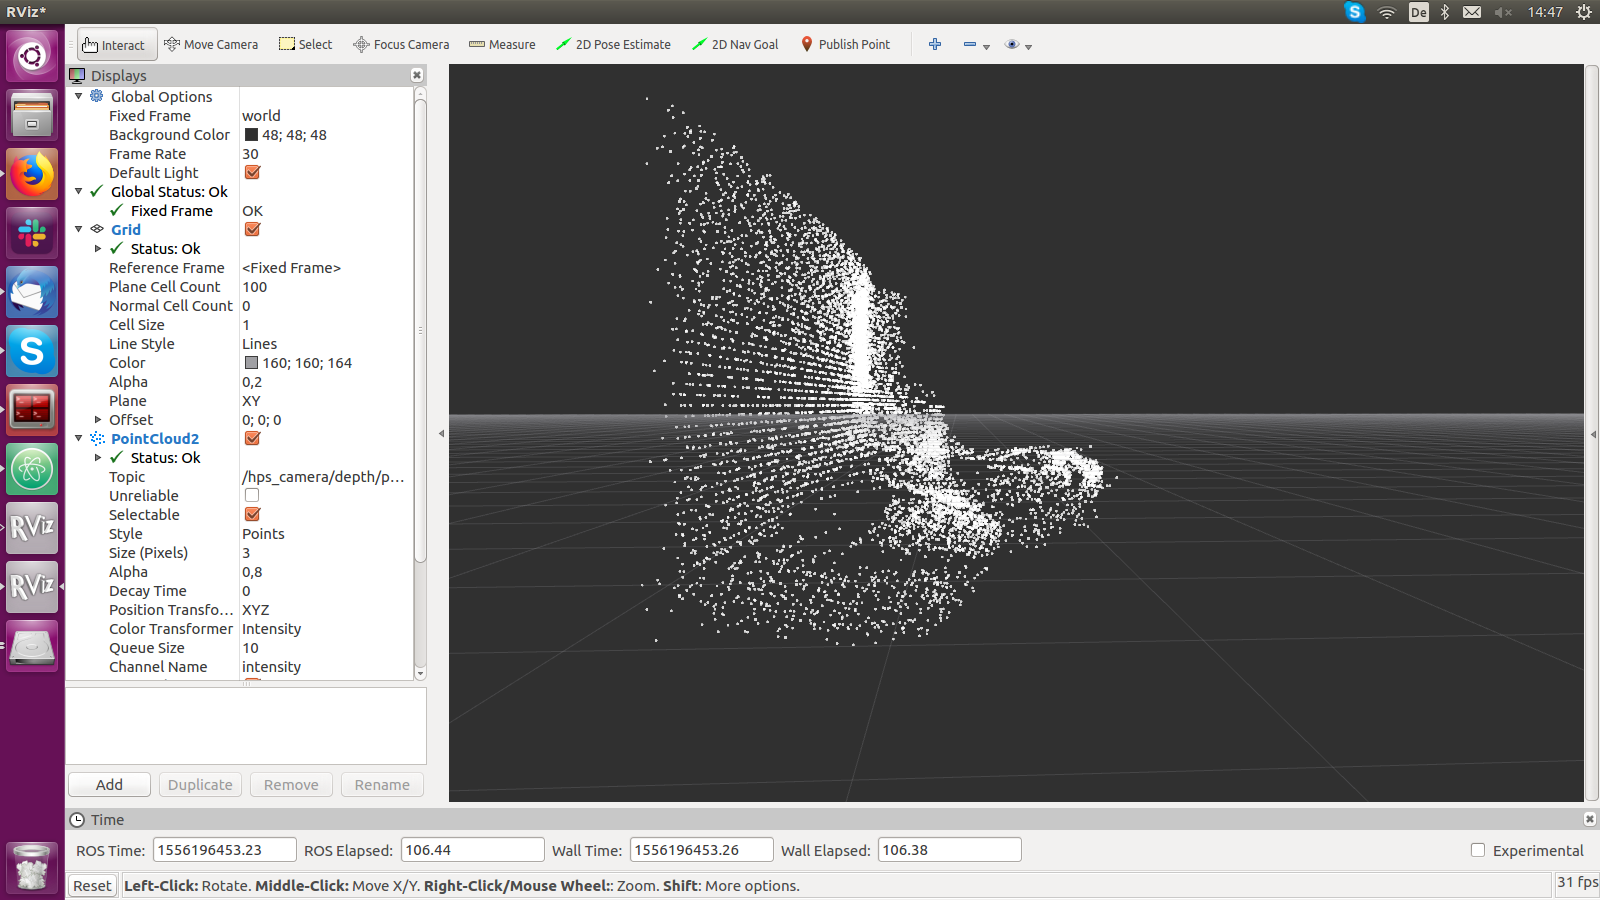 RViz*
De
14:47
Interact Move Camera Select Focus Camera Measure 2D Pose Estimate 2D Nav Goal Publish Point
Displays
Global Options
Fixed Frame world
Background Color 48; 48; 48
Frame Rate 30
Default Light
Global Status: Ok
Fixed Frame OK
Grid
Status: Ok
Reference Frame <Fixed Frame>
Plane Cell Count 100
Normal Cell Count 0
Cell Size 1
Line Style Lines
Color 160; 160; 164
Alpha 0,2
Plane XY
Offset 0; 0; 0
PointCloud2
Status: Ok
Topic /hps_camera/depth/p...
Unreliable
Selectable
Style Points
Size (Pixels) 3
Alpha 0,8
Decay Time 0
Position Transfo... XYZ
Color Transformer Intensity
Queue Size 10
Channel Name intensity
RViz
RViz
Add Duplicate Remove Rename
Time
ROS Time: 1556196453.23 ROS Elapsed: 106.44 Wall Time: 1556196453.26 Wall Elapsed: 106.38 Experimental
Reset Left-Click: Rotate. Middle-Click: Move X/Y. Right-Click/Mouse Wheel:: Zoom. Shift: More options. 31 fps